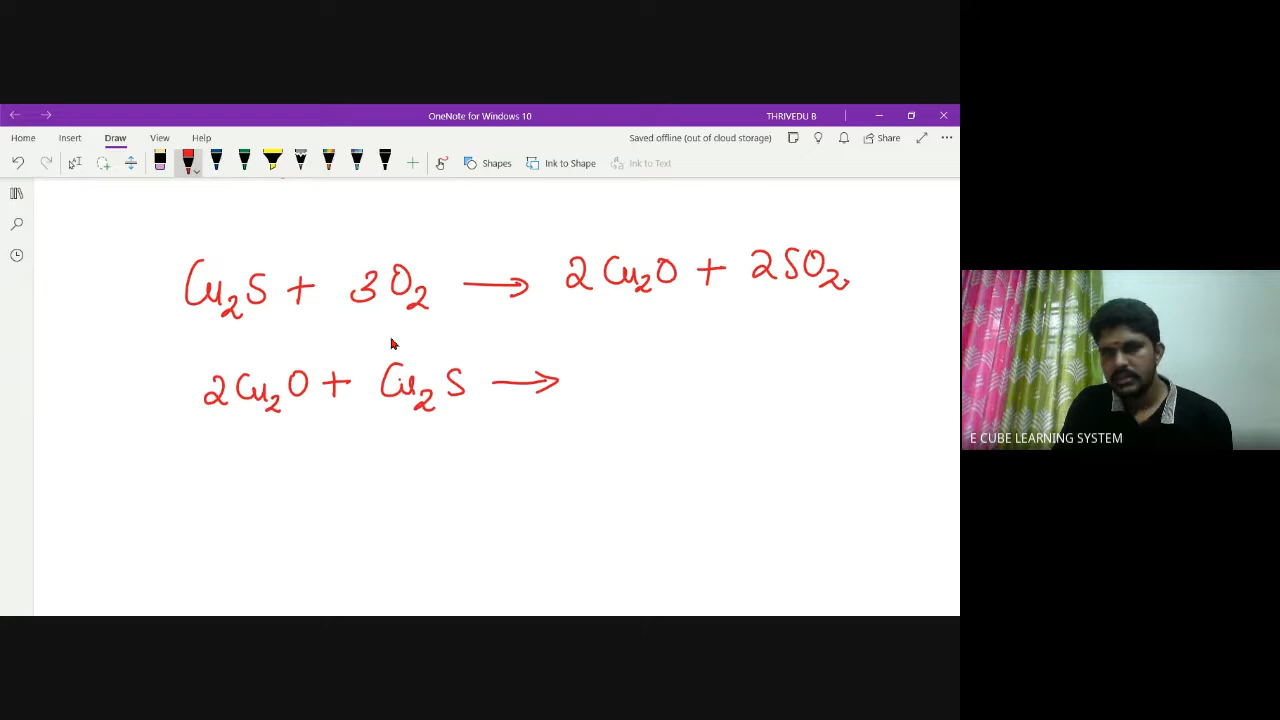 OneNote for Windows 10
THRIVEDU B
Home Insert Draw View Help
Saved offline (out of cloud storage)
Share
Shapes
Ink to Shape
Ink to Text
Cu2S + 3O2 → 2Cu2O + 2SO2,
2Cu2O + Cu2S →
E CUBE LEARNING SYSTEM